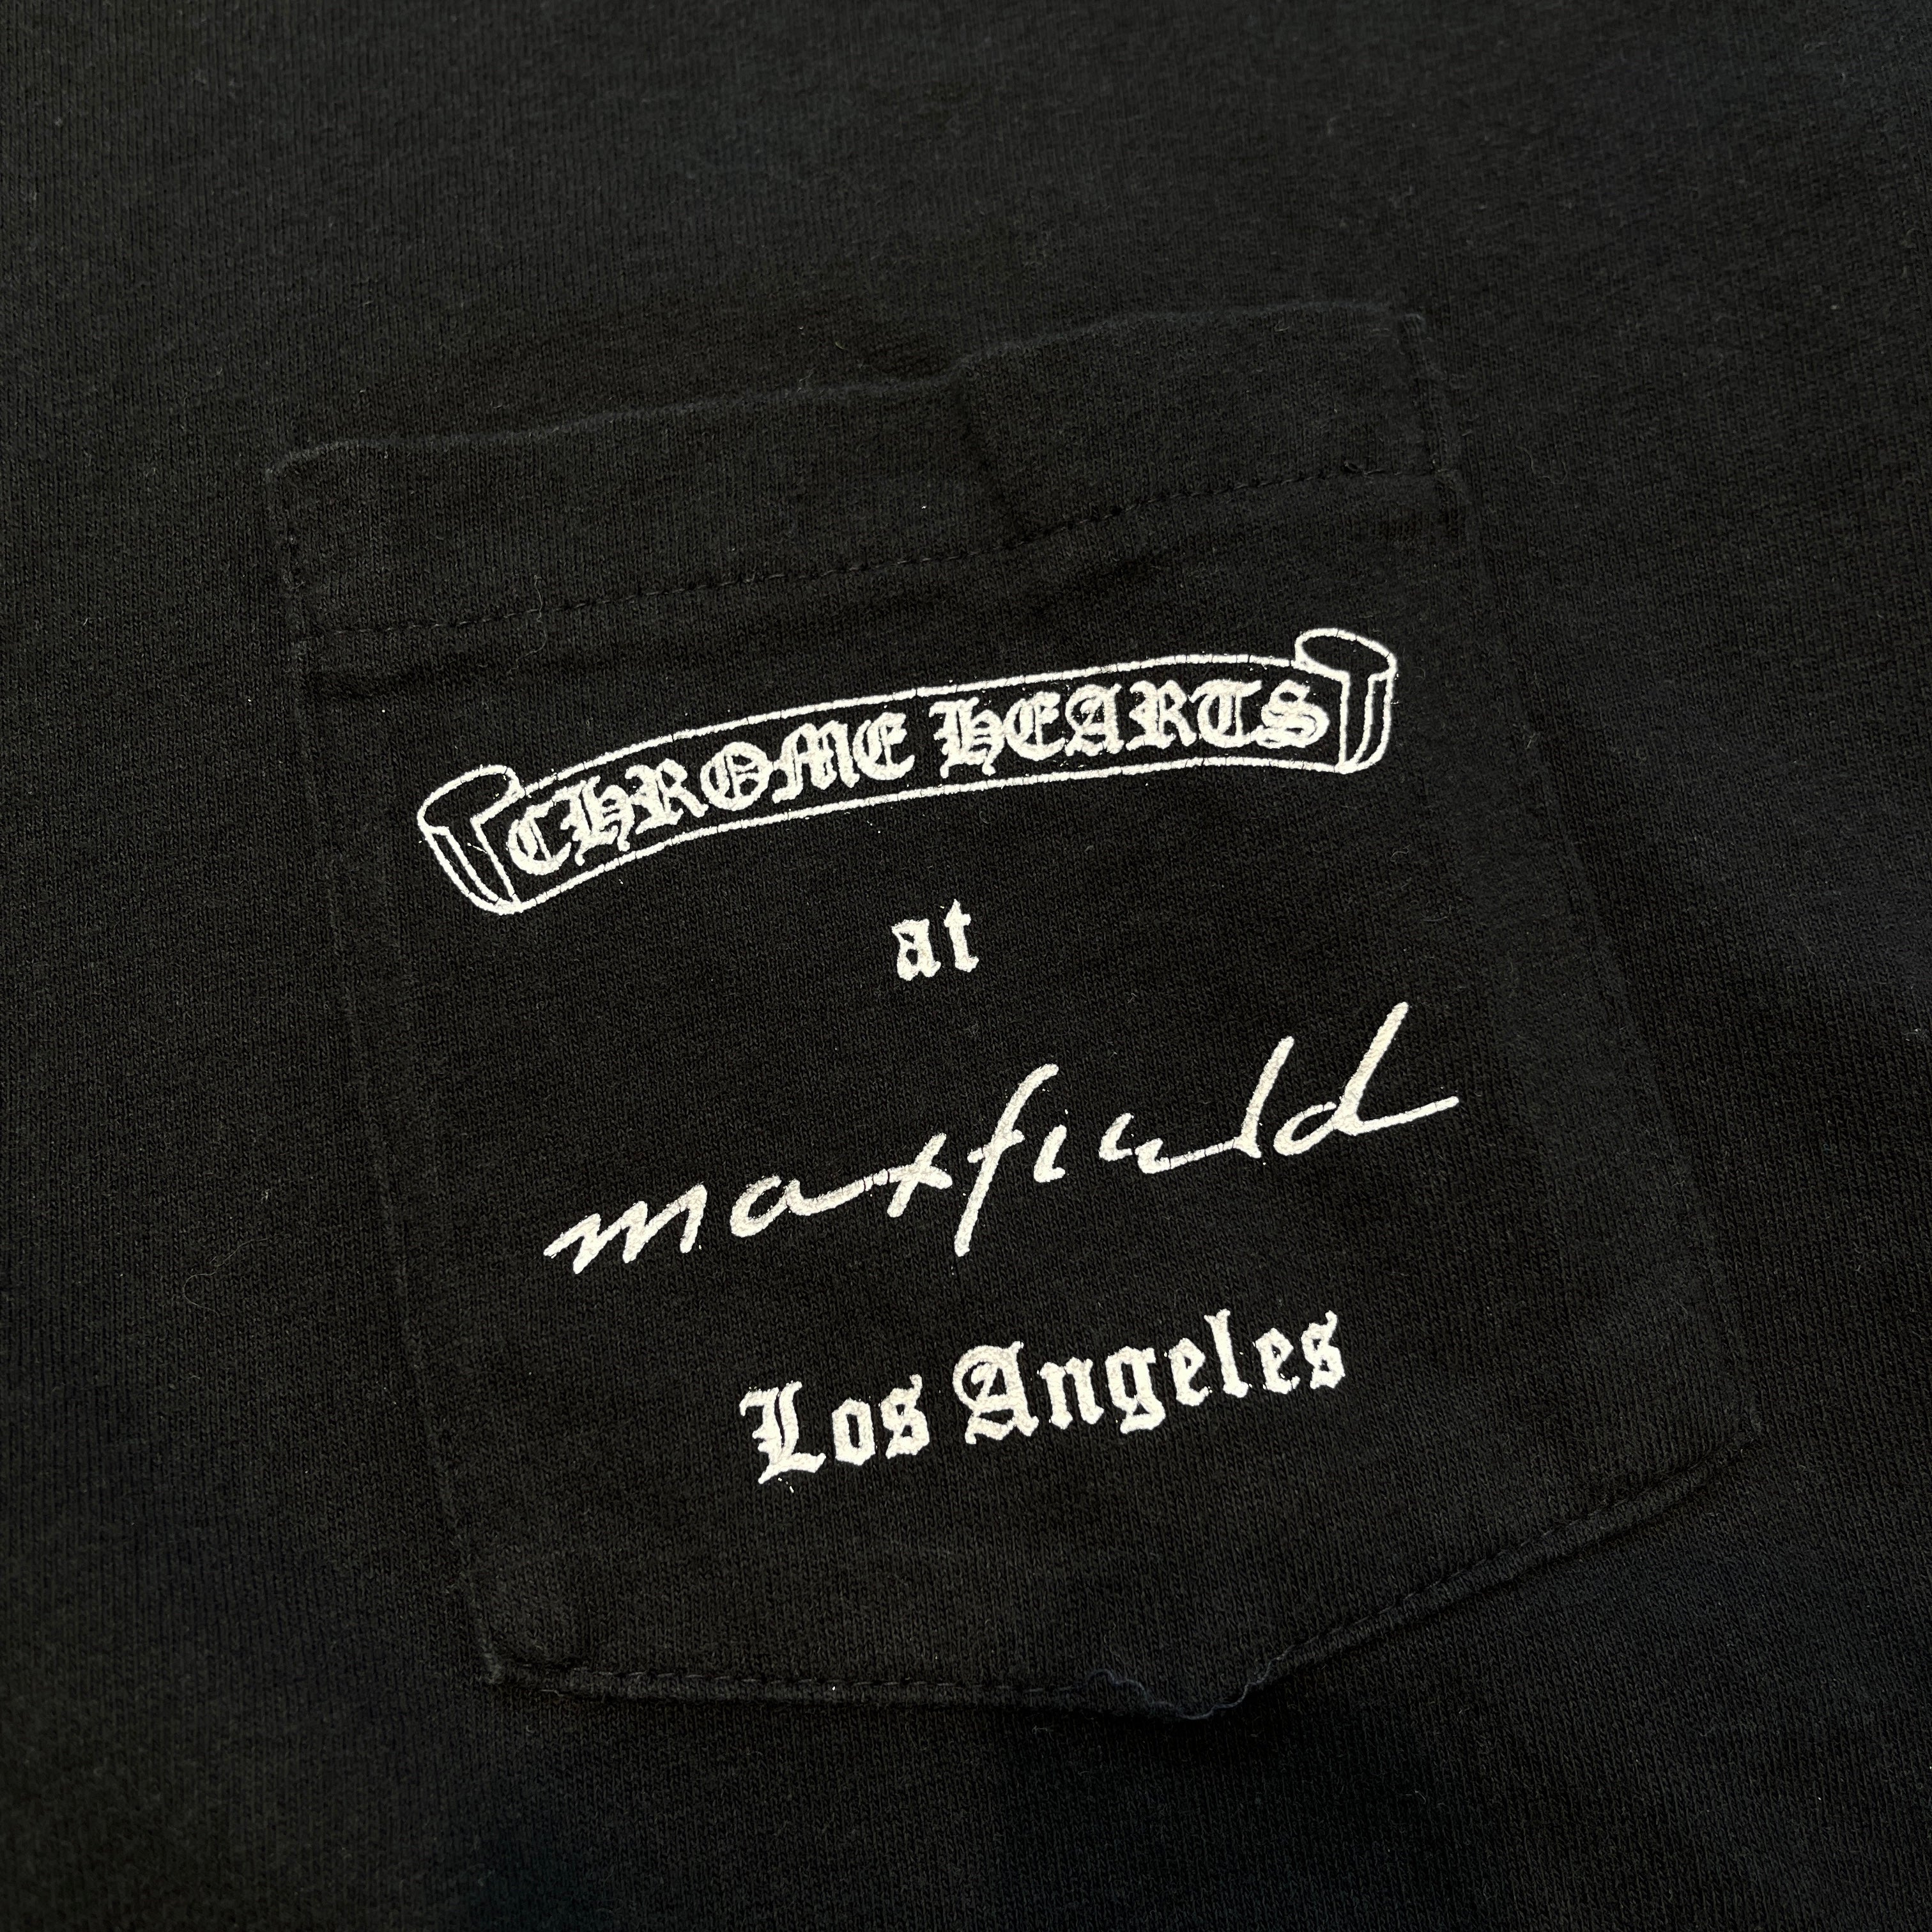 CHROME HEARTS
at
maxfield
Los Angeles